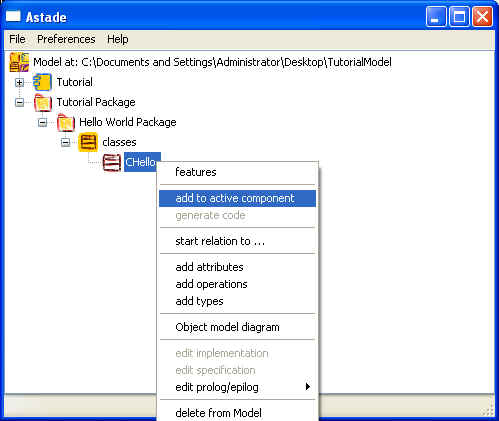 Astade
File Preferences Help
Model at: C:\Documents and Settings\Administrator\Desktop\TutorialModel
Tutorial
Tutorial Package
Hello World Package
classes
CHello
features
add to active component
generate code
start relation to ...
add attributes
add operations
add types
Object model diagram
edit implementation
edit specification
edit prolog/epilog
delete from Model